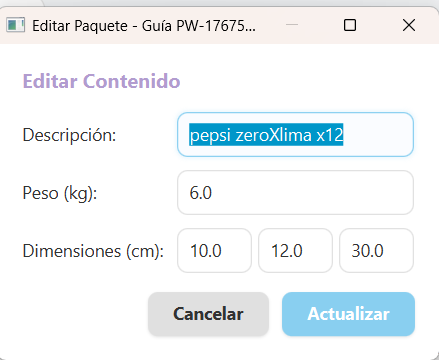 Editar Paquete - Guía PW-17675...
Editar Contenido
Descripción: pepsi zeroXlima x12
Peso (kg): 6.0
Dimensiones (cm): 10.0 12.0 30.0
Cancelar Actualizar